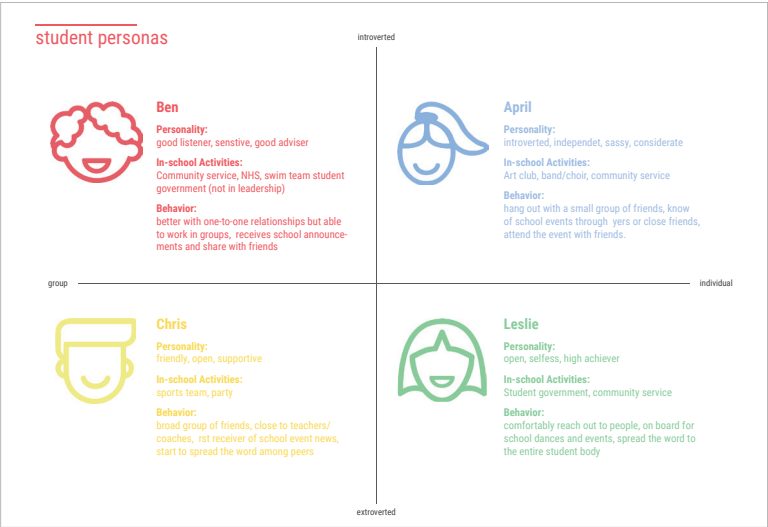 student personas
introverted
Ben
Personality:
good listener, senstive, good adviser
In-school Activities:
Community service, NHS, swim team student
government (not in leadership)
Behavior:
better with one-to-one relationships but able
to work in groups,  receives school announce-
ments and share with friends
April
Personality:
introverted, independet, sassy, considerate
In-school Activities:
Art club, band/choir, community service
Behavior:
hang out with a small group of friends, know
of school events through  yers or close friends,
attend the event with friends.
group
individual
Chris
Personality:
friendly, open, supportive
In-school Activities:
sports team, party
Behavior:
broad group of friends, close to teachers/
coaches,  rst receiver of school event news,
start to spread the word among peers
Leslie
Personality:
open, selfess, high achiever
In-school Activities:
Student government, community service
Behavior:
comfortably reach out to people, on board for
school dances and events, spread the word to
the entire student body
extroverted